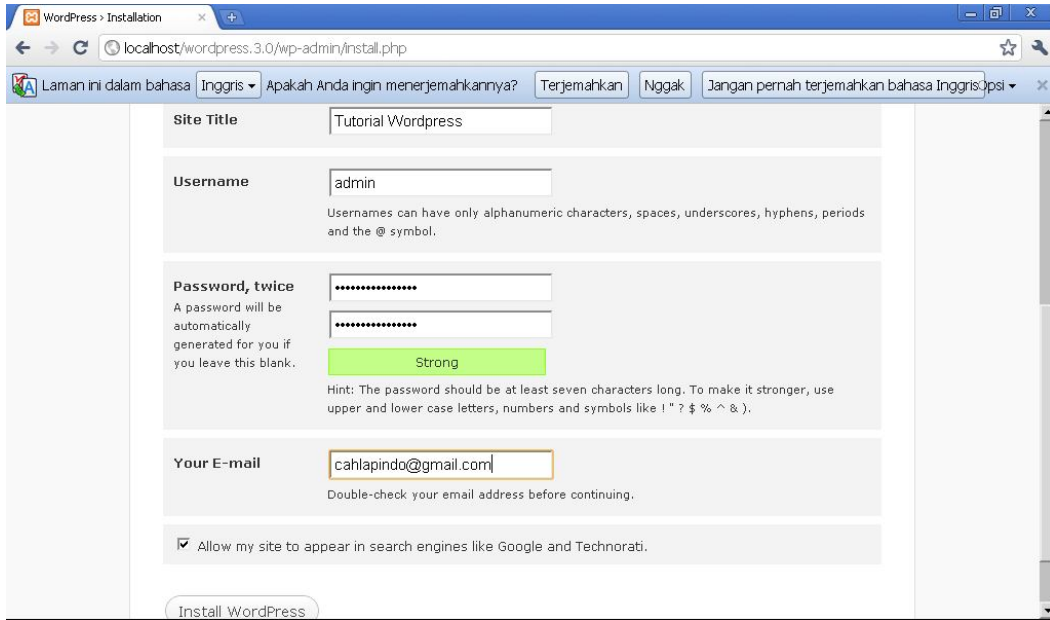 WordPress › Installation
localhost/wordpress.3.0/wp-admin/install.php
Laman ini dalam bahasa Inggris Apakah Anda ingin menerjemahkannya? Terjemahkan Nggak Jangan pernah terjemahkan bahasa Inggris Opsi
Site Title Tutorial Wordpress
Username admin
Usernames can have only alphanumeric characters, spaces, underscores, hyphens, periods
and the @ symbol.
Password, twice ••••••••••••••••
A password will be
automatically
generated for you if
you leave this blank.
••••••••••••••••
Strong
Hint: The password should be at least seven characters long. To make it stronger, use
upper and lower case letters, numbers and symbols like ! " ? $ % ^ & ).
Your E-mail cahlapindo@gmail.com
Double-check your email address before continuing.
Allow my site to appear in search engines like Google and Technorati.
Install WordPress